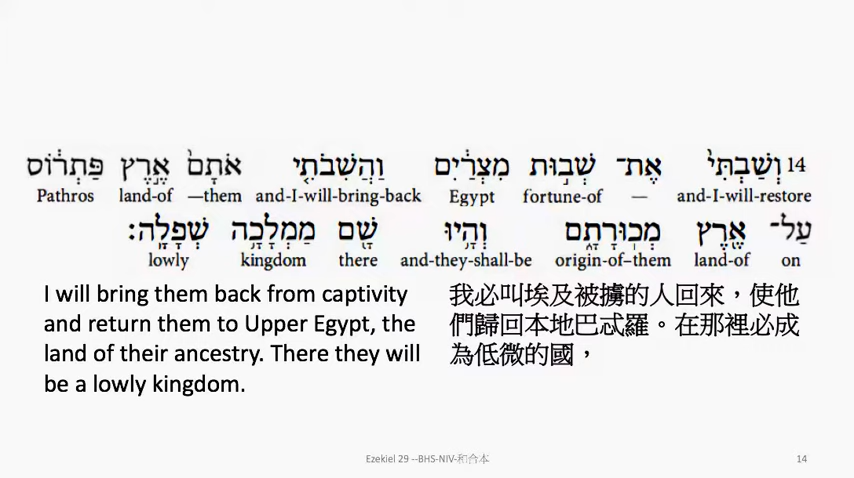 14 וְשַׁבְתִּי֙ אֶת־ שְׁב֣וּת מִצְרַ֔יִם וַהֲשִׁבֹתִ֤י אֹתָם֙ אֶ֣רֶץ פַּתְר֔וֹס
Pathros land-of —them and-I-will-bring-back Egypt fortune-of — and-I-will-restore
עַל־ אֶ֖רֶץ מְכֽוּרָתָ֑ם וְהָ֥יוּ שָׁ֖ם מַמְלָכָ֥ה שְׁפָלָֽה׃
lowly kingdom there and-they-shall-be origin-of–them land-of on
I will bring them back from captivity
and return them to Upper Egypt, the
land of their ancestry. There they will
be a lowly kingdom.
我必叫埃及被擄的人回來，使他
們歸回本地巴忒羅。在那裡必成
為低微的國，
Ezekiel 29 --BHS-NIV-和合本
14